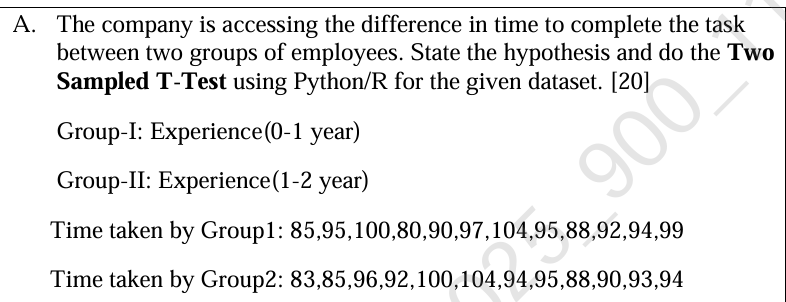 A. The company is accessing the difference in time to complete the task
between two groups of employees. State the hypothesis and do the Two
Sampled T-Test using Python/R for the given dataset. [20]
Group-I: Experience(0-1 year)
Group-II: Experience(1-2 year)
Time taken by Group1: 85,95,100,80,90,97,104,95,88,92,94,99
Time taken by Group2: 83,85,96,92,100,104,94,95,88,90,93,94